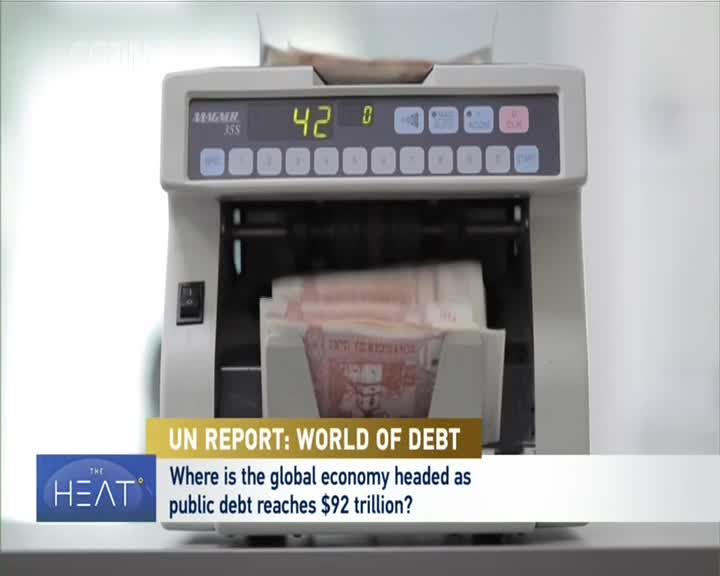 MAGNER
35S
42
0
START
UN REPORT: WORLD OF DEBT
THE
HEAT
Where is the global economy headed as
public debt reaches $92 trillion?